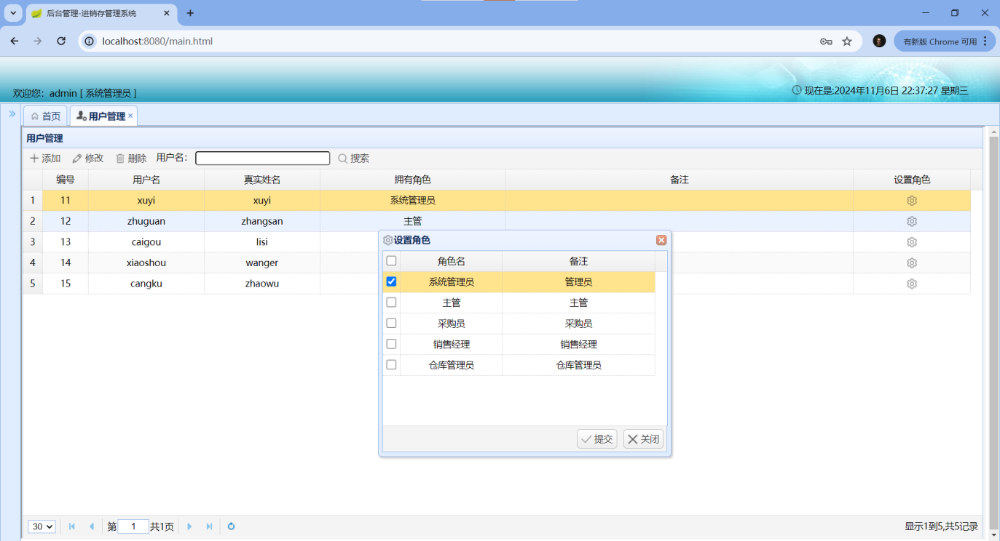 后台管理-进销存管理系统
localhost:8080/main.html
有新版 Chrome 可用
欢迎您：admin [ 系统管理员 ]
现在是:2024年11月6日 22:37:27 星期三
首页 用户管理
用户管理
添加 修改 删除 用户名： 搜索
编号 用户名 真实姓名 拥有角色 备注 设置角色
1 11 xuyi xuyi 系统管理员
2 12 zhuguan zhangsan 主管
3 13 caigou lisi
4 14 xiaoshou wanger
5 15 cangku zhaowu
设置角色
角色名 备注
系统管理员 管理员
主管 主管
采购员 采购员
销售经理 销售经理
仓库管理员 仓库管理员
提交 关闭
30 第 1 共1页 显示1到5,共5记录